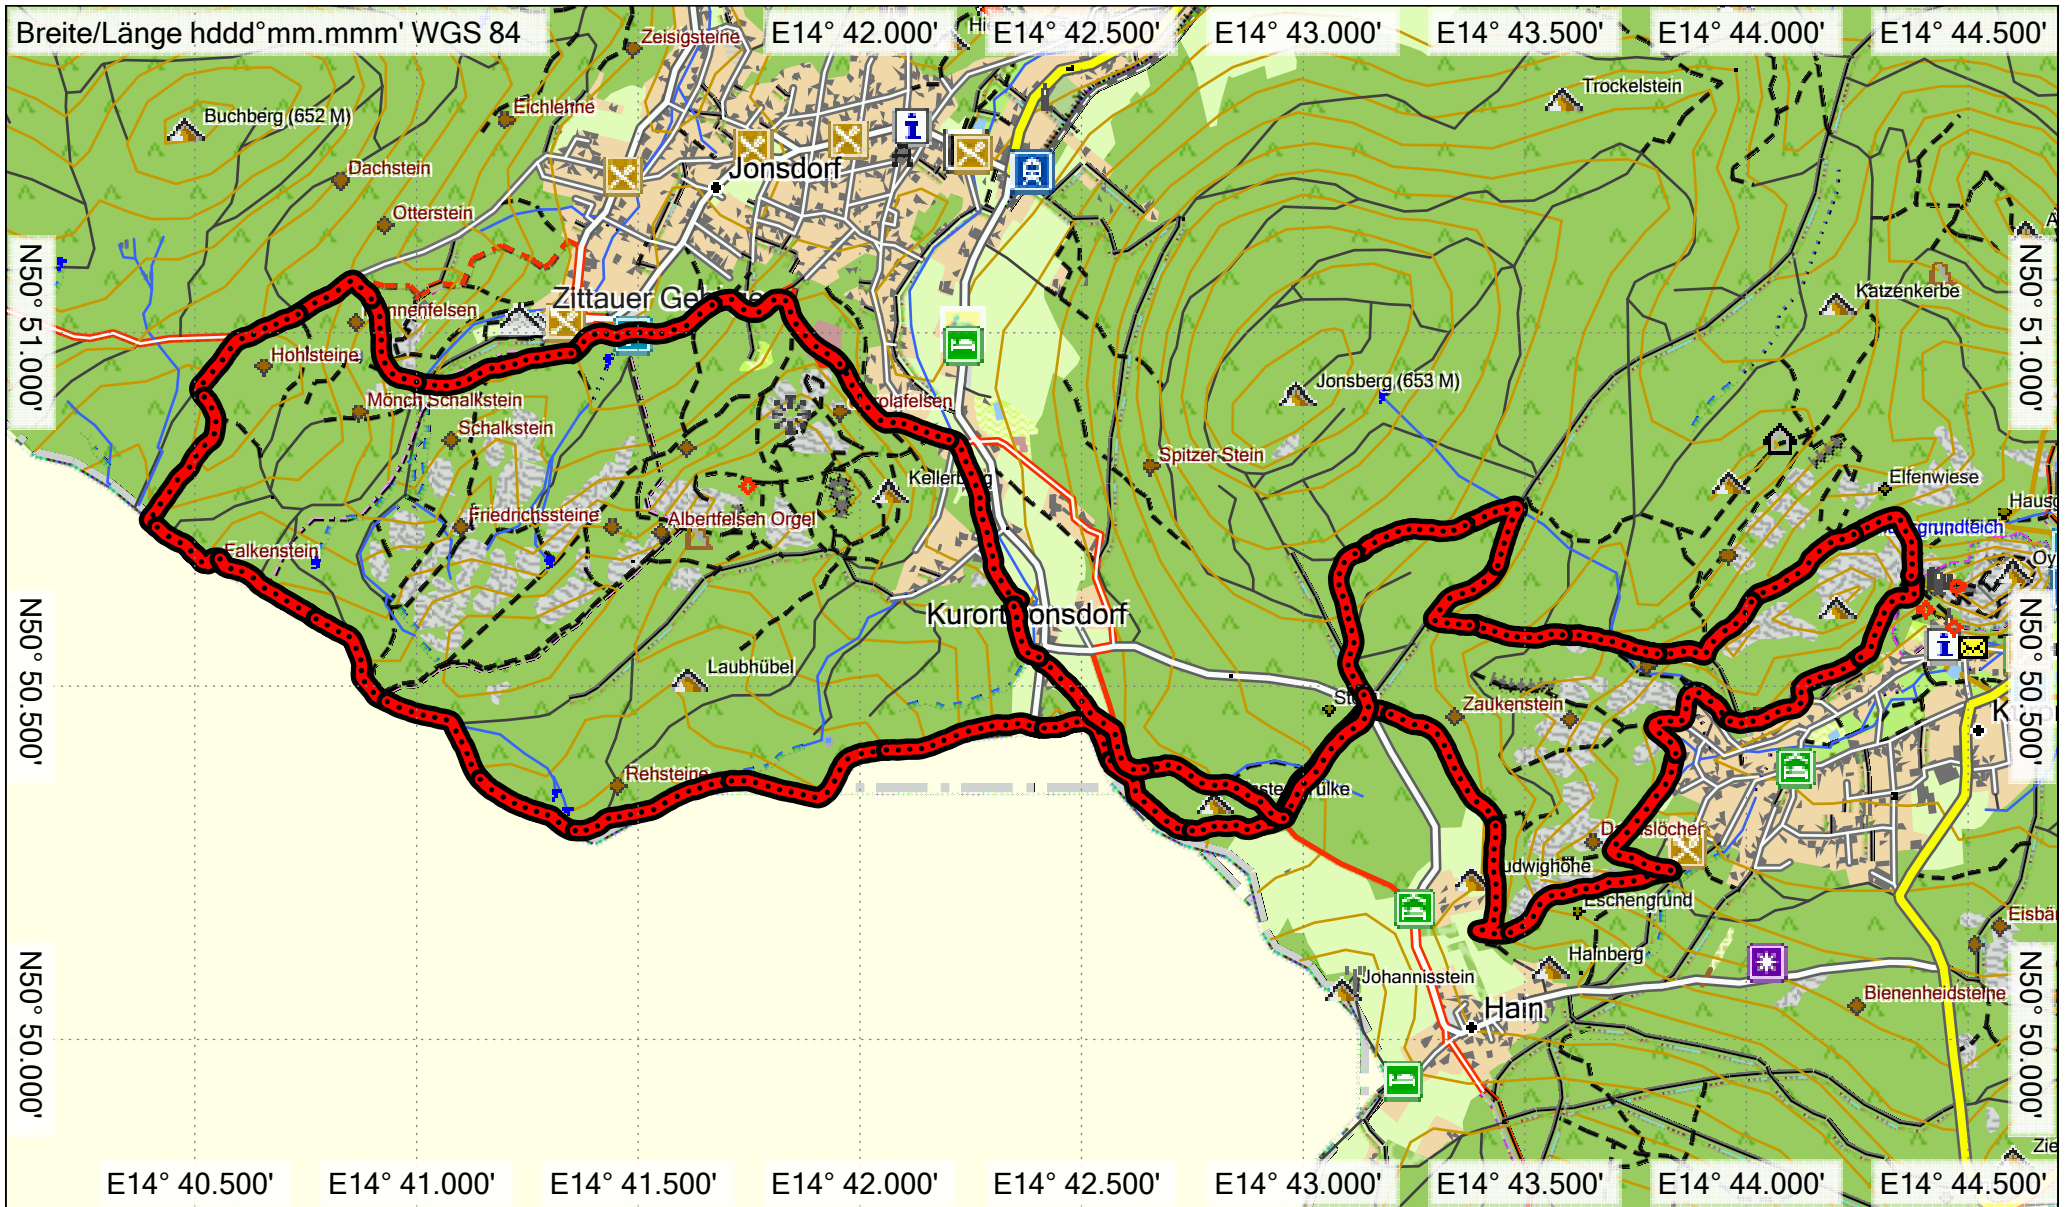 Breite/Länge hddd°mm.mmm' WGS 84
E14° 42.000'
E14° 42.500'
E14° 43.000'
E14° 43.500'
E14° 44.000'
E14° 44.500'
Zeisigsteine
Trockelstein
Eichlehne
Buchberg (652 M)
Dachstein
Jonsdorf
Otterstein
N50° 51.000'
N50° 51.000'
Katzenkerbe
Zittauer
Hohlsteine
Jonsberg (653 M)
Mönch Schalkstein
Schalkstein
Spitzer Stein
Elfenwiese
Friedrichssteine
Albertfelsen Orgel
Falkenstein
N50° 50.500'
N50° 50.500'
Laubhübel
Zaukenstein
Rehsteine
Eschengrund
Hainberg
Johannisstein
Bienenheidsteine
Hain
N50° 50.000'
N50° 50.000'
E14° 40.500'
E14° 41.000'
E14° 41.500'
E14° 42.000'
E14° 42.500'
E14° 43.000'
E14° 43.500'
E14° 44.000'
E14° 44.500'